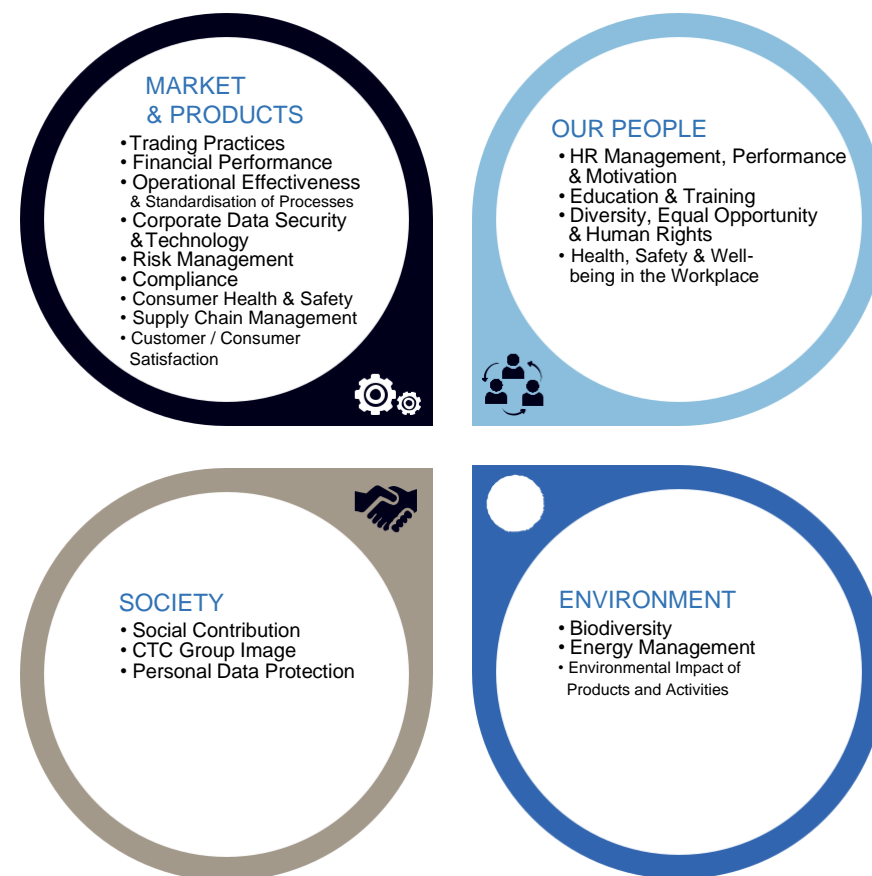 MARKET
& PRODUCTS
• Trading Practices
• Financial Performance
• Operational Effectiveness
& Standardisation of Processes
• Corporate Data Security
& Technology
• Risk Management
• Compliance
• Consumer Health & Safety
• Supply Chain Management
• Customer / Consumer
Satisfaction
OUR PEOPLE
• HR Management, Performance
& Motivation
• Education & Training
• Diversity, Equal Opportunity
& Human Rights
• Health, Safety & Well-
being in the Workplace
SOCIETY
• Social Contribution
• CTC Group Image
• Personal Data Protection
ENVIRONMENT
• Biodiversity
• Energy Management
• Environmental Impact of
Products and Activities